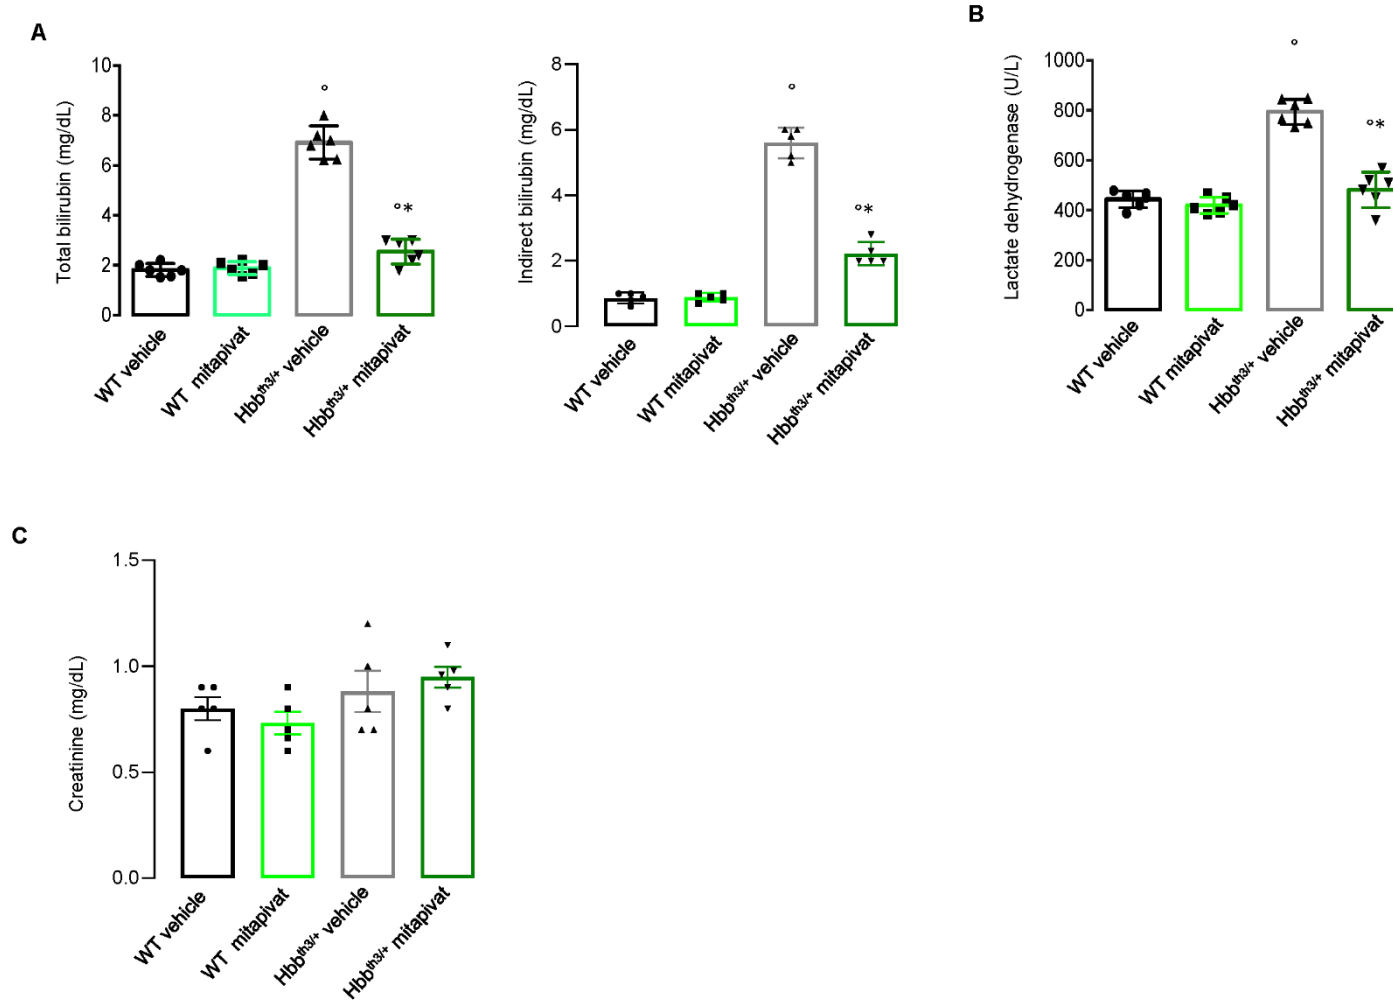 A
Total bilirubin (mg/dL)
10
8
6
4
2
0
°
°*
WT vehicle
WT mitapivat
Hbbth3/+ vehicle
Hbbth3/+ mitapivat
Indirect bilirubin (mg/dL)
8
6
4
2
0
°
°*
WT vehicle
WT mitapivat
Hbbth3/+ vehicle
Hbbth3/+ mitapivat
B
Lactate dehydrogenase (U/L)
1000
800
600
400
200
0
°
°*
WT vehicle
WT mitapivat
Hbbth3/+ vehicle
Hbbth3/+ mitapivat
C
Creatinine (mg/dL)
1.5
1.0
0.5
0.0
WT vehicle
WT mitapivat
Hbbth3/+ vehicle
Hbbth3/+ mitapivat